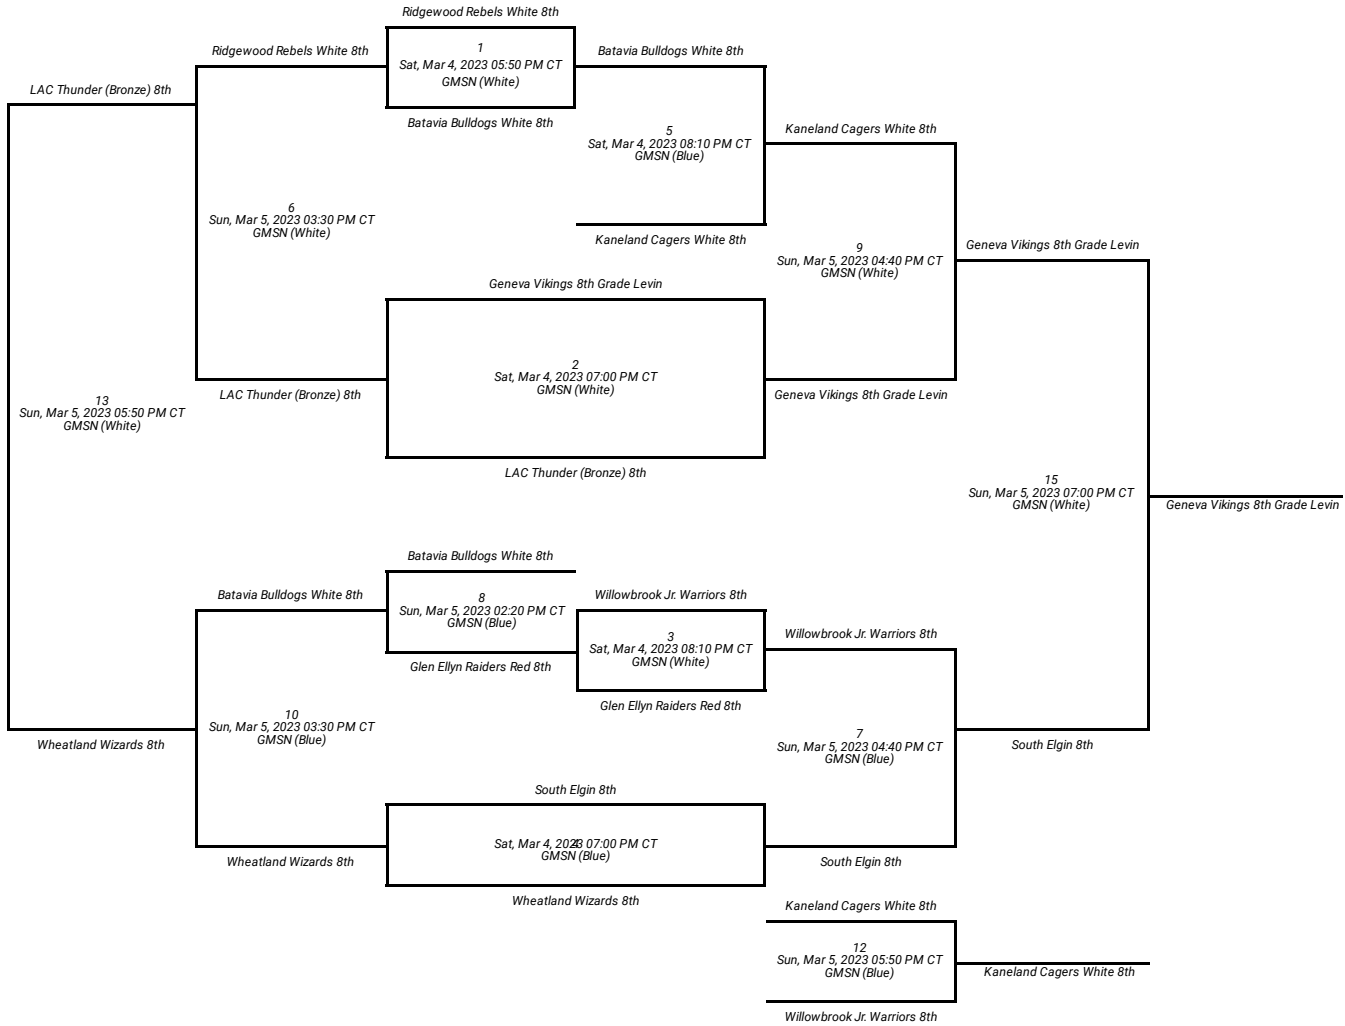 Ridgewood Rebels White 8th
1
Sat, Mar 4, 2023 05:50 PM CT
GMSN (White)
Batavia Bulldogs White 8th
Ridgewood Rebels White 8th
Batavia Bulldogs White 8th
LAC Thunder (Bronze) 8th
5
Sat, Mar 4, 2023 08:10 PM CT
GMSN (Blue)
Kaneland Cagers White 8th
Kaneland Cagers White 8th
6
Sun, Mar 5, 2023 03:30 PM CT
GMSN (White)
9
Sun, Mar 5, 2023 04:40 PM CT
GMSN (White)
Geneva Vikings 8th Grade Levin
Geneva Vikings 8th Grade Levin
2
Sat, Mar 4, 2023 07:00 PM CT
GMSN (White)
LAC Thunder (Bronze) 8th
Geneva Vikings 8th Grade Levin
13
Sun, Mar 5, 2023 05:50 PM CT
GMSN (White)
LAC Thunder (Bronze) 8th
15
Sun, Mar 5, 2023 07:00 PM CT
GMSN (White)
Geneva Vikings 8th Grade Levin
Batavia Bulldogs White 8th
8
Sun, Mar 5, 2023 02:20 PM CT
GMSN (Blue)
Glen Ellyn Raiders Red 8th
Batavia Bulldogs White 8th
Willowbrook Jr. Warriors 8th
3
Sat, Mar 4, 2023 08:10 PM CT
GMSN (White)
Glen Ellyn Raiders Red 8th
Willowbrook Jr. Warriors 8th
10
Sun, Mar 5, 2023 03:30 PM CT
GMSN (Blue)
7
Sun, Mar 5, 2023 04:40 PM CT
GMSN (Blue)
Wheatland Wizards 8th
South Elgin 8th
South Elgin 8th
4
Sat, Mar 4, 2023 07:00 PM CT
GMSN (Blue)
Wheatland Wizards 8th
Wheatland Wizards 8th
South Elgin 8th
Kaneland Cagers White 8th
12
Sun, Mar 5, 2023 05:50 PM CT
GMSN (Blue)
Willowbrook Jr. Warriors 8th
Kaneland Cagers White 8th